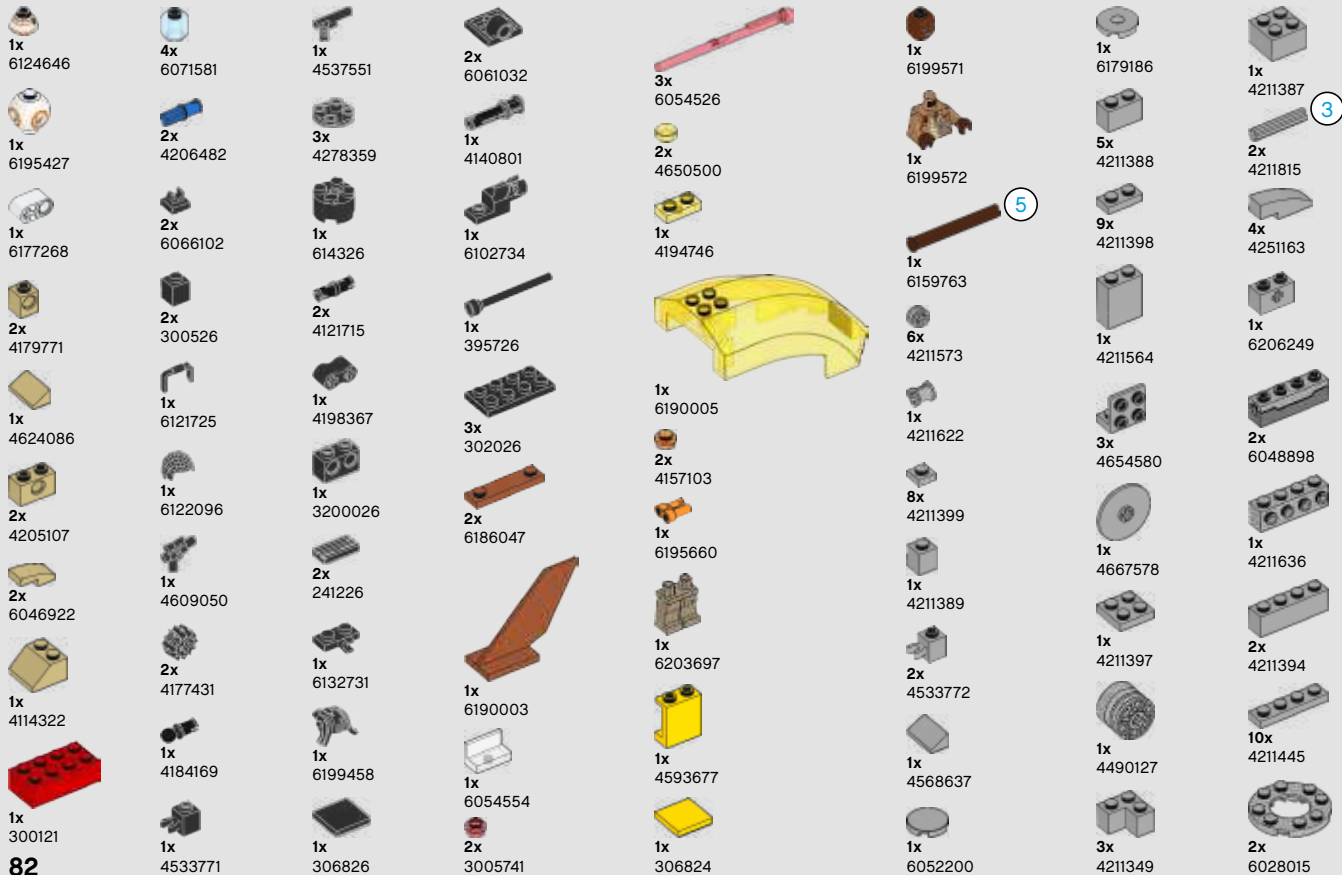 1x
6124646
1x
6195427
1x
6177268
2x
4179771
1x
4624086
2x
4205107
2x
6046922
1x
4114322
1x
300121
82
4x
6071581
2x
4206482
2x
6066102
2x
300526
1x
6121725
1x
6122096
1x
4609050
2x
4177431
1x
4184169
1x
4533771
1x
4537551
3x
4278359
1x
614326
2x
4121715
1x
4198367
1x
3200026
2x
241226
1x
6132731
1x
6199458
1x
306826
2x
6061032
1x
4140801
1x
6102734
1x
395726
3x
302026
2x
6186047
1x
6190003
1x
6054554
2x
3005741
3x
6054526
2x
4650500
1x
4194746
1x
6190005
2x
4157103
1x
6195660
1x
6203697
1x
4593677
1x
306824
1x
6199571
1x
6199572
5
1x
6159763
6x
4211573
1x
4211622
8x
4211399
1x
4211389
2x
4533772
1x
4568637
1x
6052200
1x
6179186
5x
4211388
9x
4211398
1x
4211564
3x
4654580
1x
4667578
1x
4211397
1x
4490127
3x
4211349
1x
4211387
3
2x
4211815
4x
4251163
1x
6206249
2x
6048898
1x
4211636
2x
4211394
10x
4211445
2x
6028015